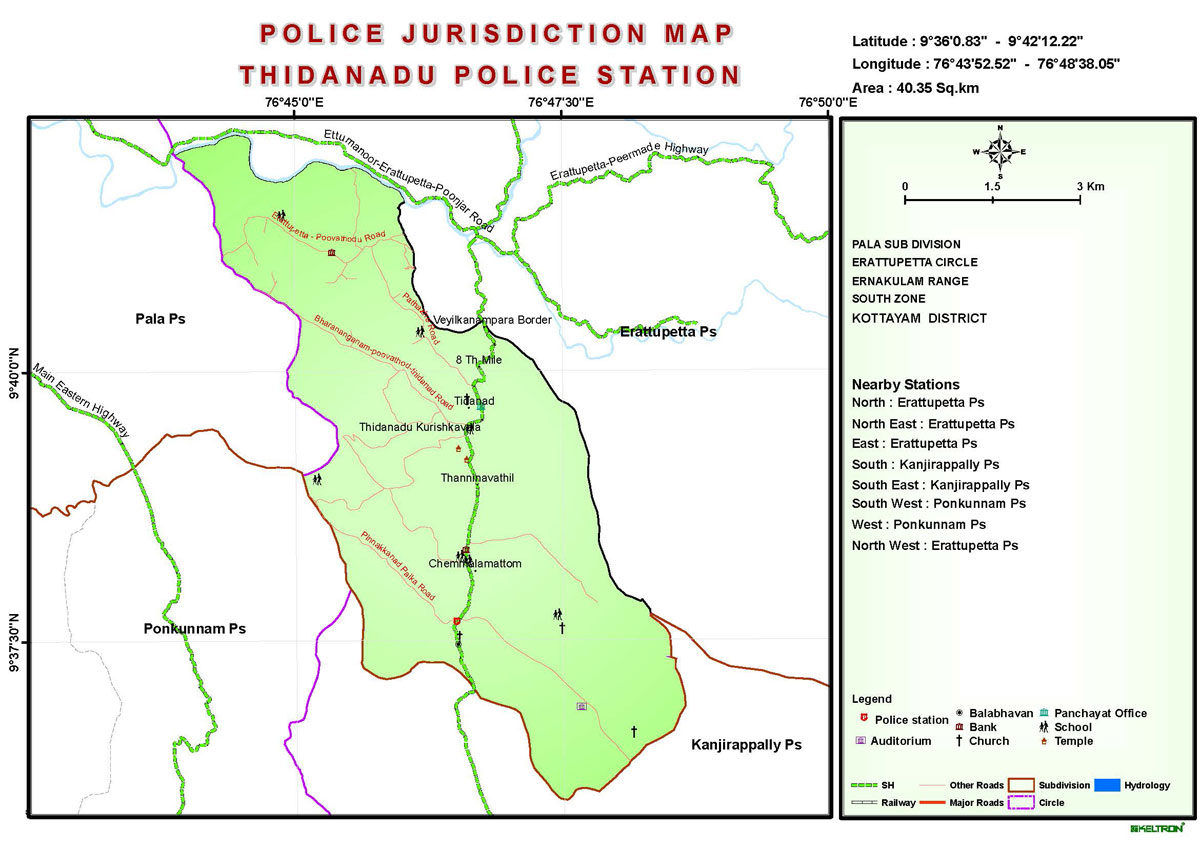 POLICE JURISDICTION MAP
THIDANADU POLICE STATION
Latitude : 9°36'0.83" - 9°42'12.22"
Longitude : 76°43'52.52" - 76°48'38.05"
Area : 40.35 Sq.km
76°45'0"E
76°47'30"E
76°50'0"E
9°40'0"N
9°37'30"N
Ettumanoor-Erattupetta-Poonjar Road
Erattupetta-Peermade Highway
Erattupetta - Poovathodu Road
Road
Veyilkanampara Border
Pala Ps
Erattupetta Ps
Bharananganam-poovathod-thidanad Road
8 Th-Mile
Main Eastern Highway
Tidanad
Thidanadu Kurishkavala
Thanninavathil
Pinnakkanad Paika Road
Chemmalamattom
Ponkunnam Ps
Kanjirappally Ps
N
W
E
S
0
1.5
3 Km
PALA SUB DIVISION
ERATTUPETTA CIRCLE
ERNAKULAM RANGE
SOUTH ZONE
KOTTAYAM DISTRICT
Nearby Stations
North : Erattupetta Ps
North East : Erattupetta Ps
East : Erattupetta Ps
South : Kanjirappally Ps
South East : Kanjirappally Ps
South West : Ponkunnam Ps
West : Ponkunnam Ps
North West : Erattupetta Ps
Legend
Police station
Balabhavan
Panchayat Office
Bank
School
Auditorium
Church
Temple
SH
Other Roads
Subdivision
Hydrology
Railway
Major Roads
Circle
KELTRON